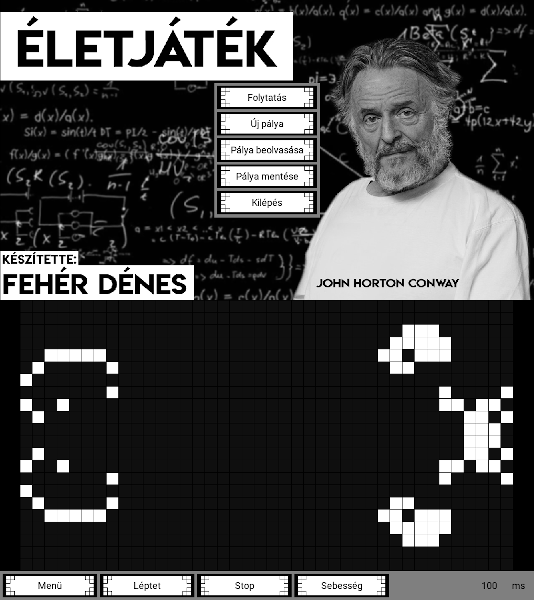 ÉLETJÁTÉK
Folytatás
Új pálya
Pálya beolvasása
Pálya mentése
Kilépés
KÉSZÍTETTE:
FEHÉR DÉNES
JOHN HORTON CONWAY
Menü
Léptet
Stop
Sebesség
100 ms